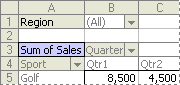 A B C
1 Region (All)
2
3 Sum of Sales Quarter
4 Sport Qtr1 Qtr2
5 Golf 8,500 4,500